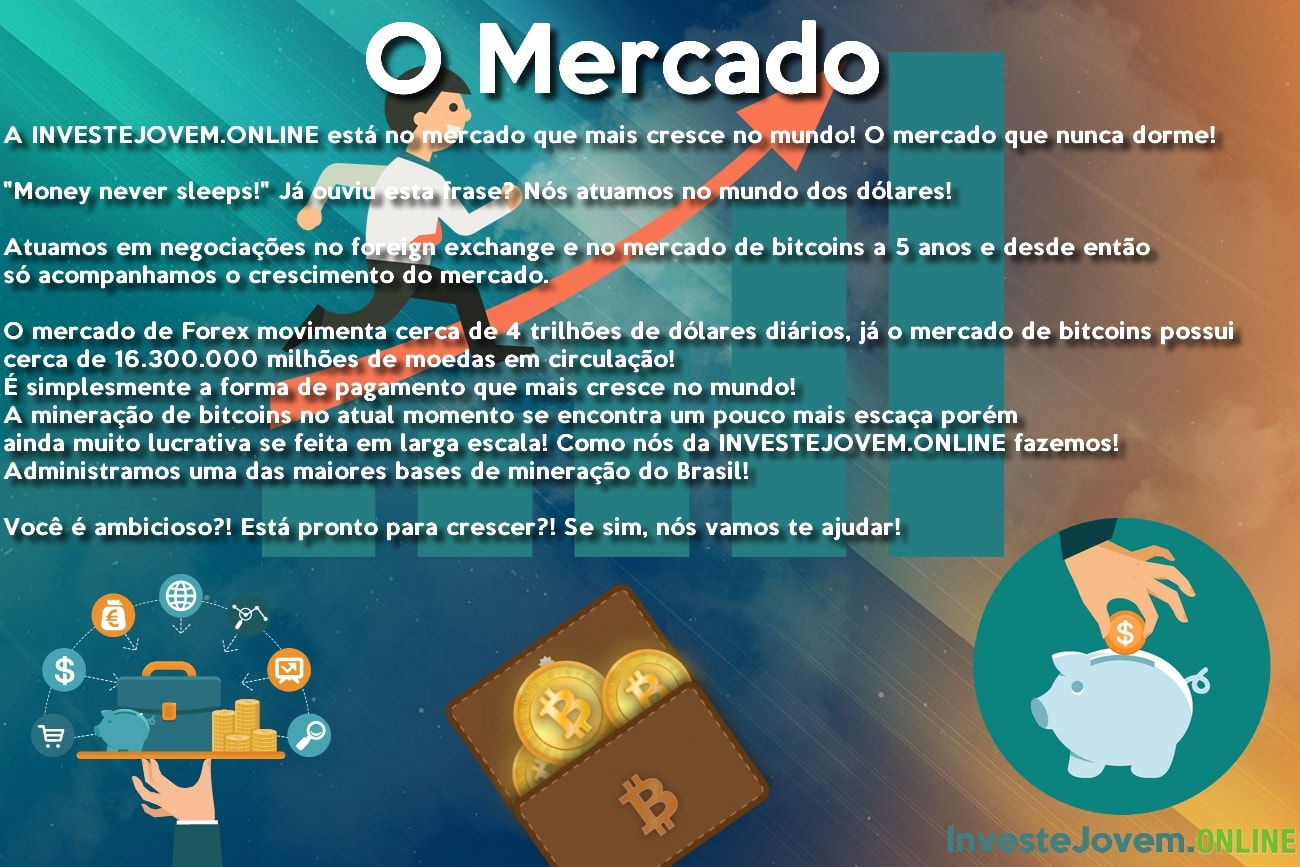 O Mercado
A INVESTEJOVEM.ONLINE está no mercado que mais cresce no mundo! O mercado que nunca dorme!
"Money never sleeps!" Já ouviu esta frase? Nós atuamos no mundo dos dólares!
Atuamos em negociações no foreign exchange e no mercado de bitcoins a 5 anos e desde então
só acompanhamos o crescimento do mercado.
O mercado de Forex movimenta cerca de 4 trilhões de dólares diários, já o mercado de bitcoins possui
cerca de 16.300.000 milhões de moedas em circulação!
É simplesmente a forma de pagamento que mais cresce no mundo!
A mineração de bitcoins no atual momento se encontra um pouco mais escaça porém
ainda muito lucrativa se feita em larga escala! Como nós da INVESTEJOVEM.ONLINE fazemos!
Administramos uma das maiores bases de mineração do Brasil!
Você é ambicioso?! Está pronto para crescer?! Se sim, nós vamos te ajudar!
InvesteJovem.ONLINE